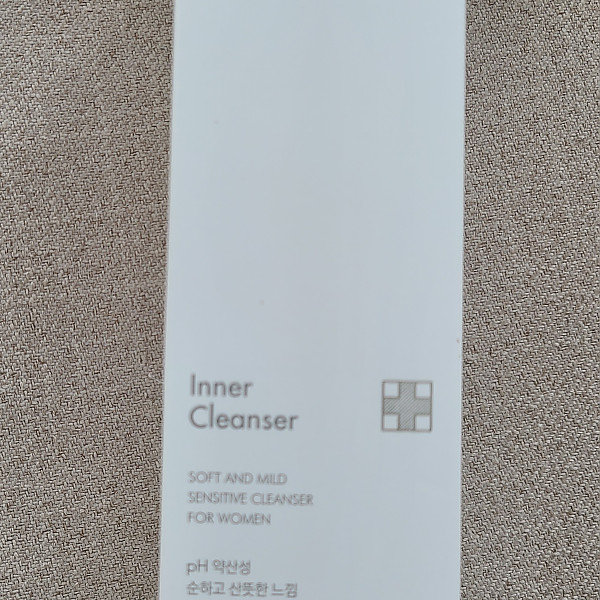 Inner
Cleanser
SOFT AND MILD
SENSITIVE CLEANSER
FOR WOMEN
pH 약산성
순하고 산뜻한 느낌